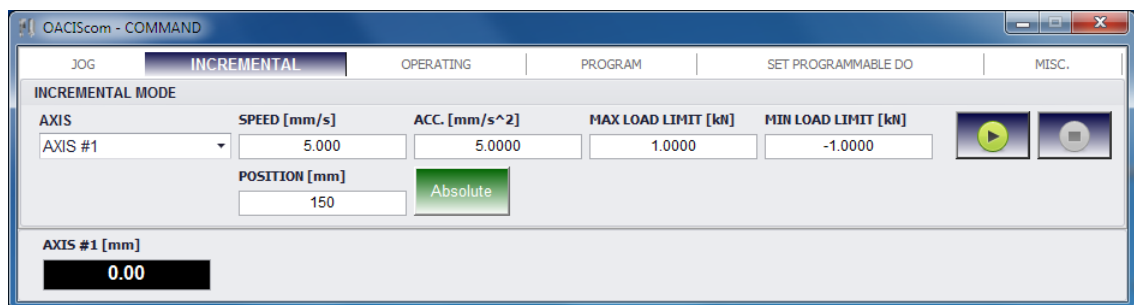 OACIScom - COMMAND
JOG INCREMENTAL OPERATING PROGRAM SET PROGRAMMABLE DO MISC.
INCREMENTAL MODE
AXIS SPEED [mm/s] ACC. [mm/s^2] MAX LOAD LIMIT [kN] MIN LOAD LIMIT [kN]
AXIS #1 5.000 5.0000 1.0000 -1.0000
POSITION [mm]
Absolute
150
AXIS #1 [mm]
0.00